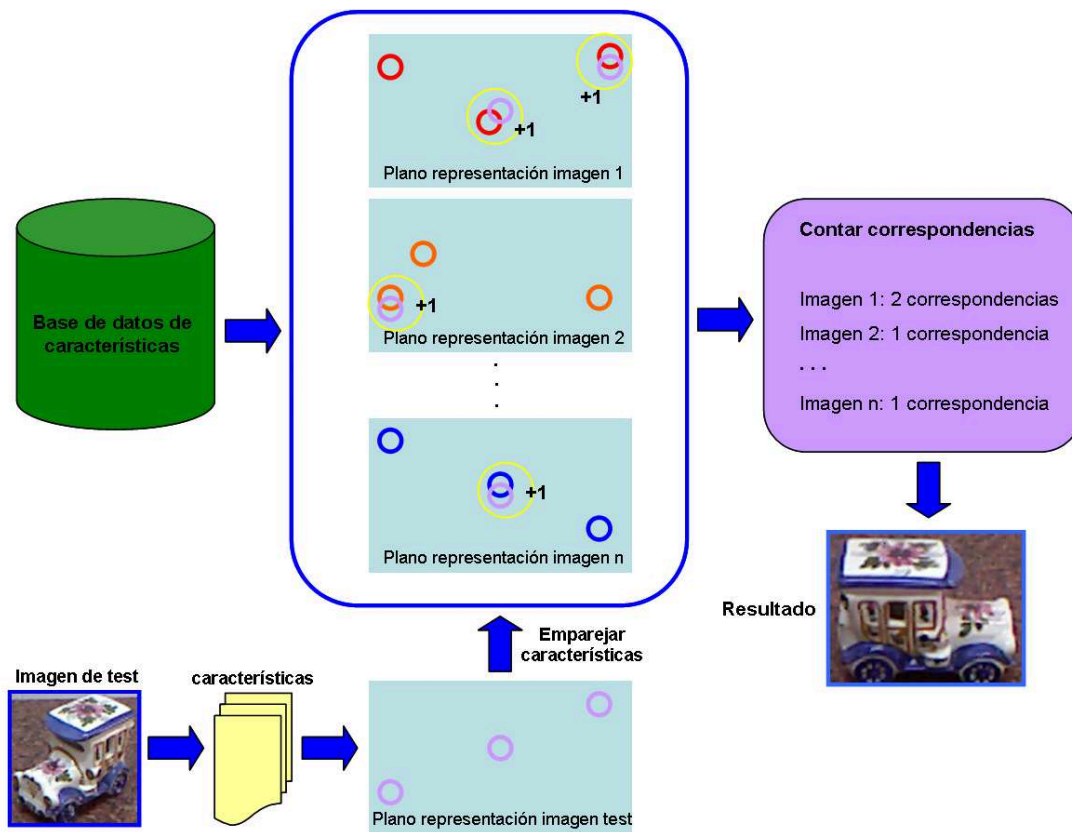 +1
+1
Plano representación imagen 1
+1
Plano representación imagen 2
.
.
.
+1
Plano representación imagen n
Base de datos de
características
Contar correspondencias
Imagen 1: 2 correspondencias
Imagen 2: 1 correspondencia
. . .
Imagen n: 1 correspondencia
Resultado
Emparejar
características
Imagen de test
características
Plano representación imagen test